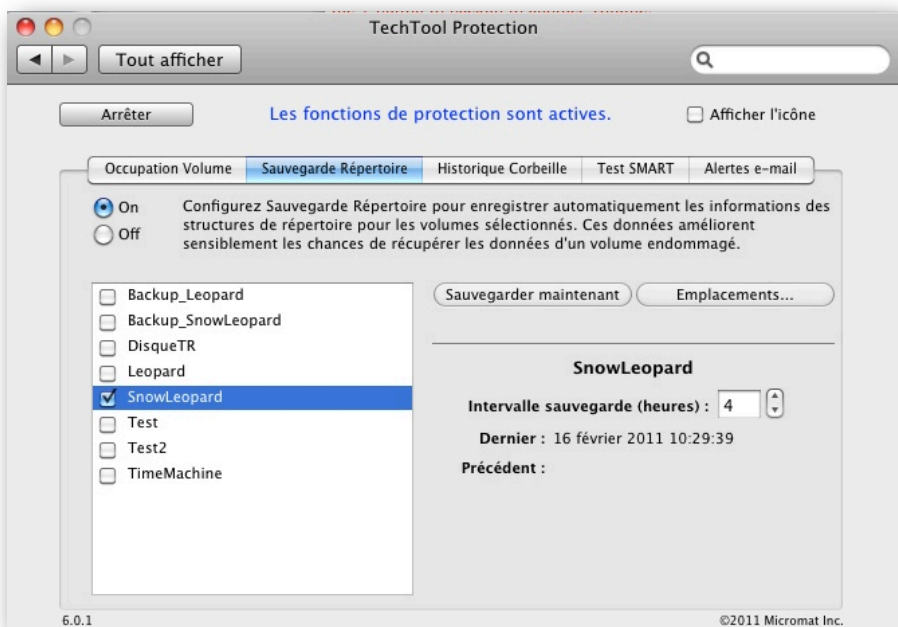 TechTool Protection
Tout afficher
Arrêter
Les fonctions de protection sont actives.
Afficher l'icône
Occupation Volume
Sauvegarde Répertoire
Historique Corbeille
Test SMART
Alertes e-mail
On
Off
Configurez Sauvegarde Répertoire pour enregistrer automatiquement les informations des
structures de répertoire pour les volumes sélectionnés. Ces données améliorent
sensiblement les chances de récupérer les données d'un volume endommagé.
Backup_Leopard
Backup_SnowLeopard
DisqueTR
Leopard
SnowLeopard
Test
Test2
TimeMachine
Sauvegarder maintenant
Emplacements...
SnowLeopard
Intervalle sauvegarde (heures) : 4
Dernier : 16 février 2011 10:29:39
Précédent :
6.0.1
©2011 Micromat Inc.